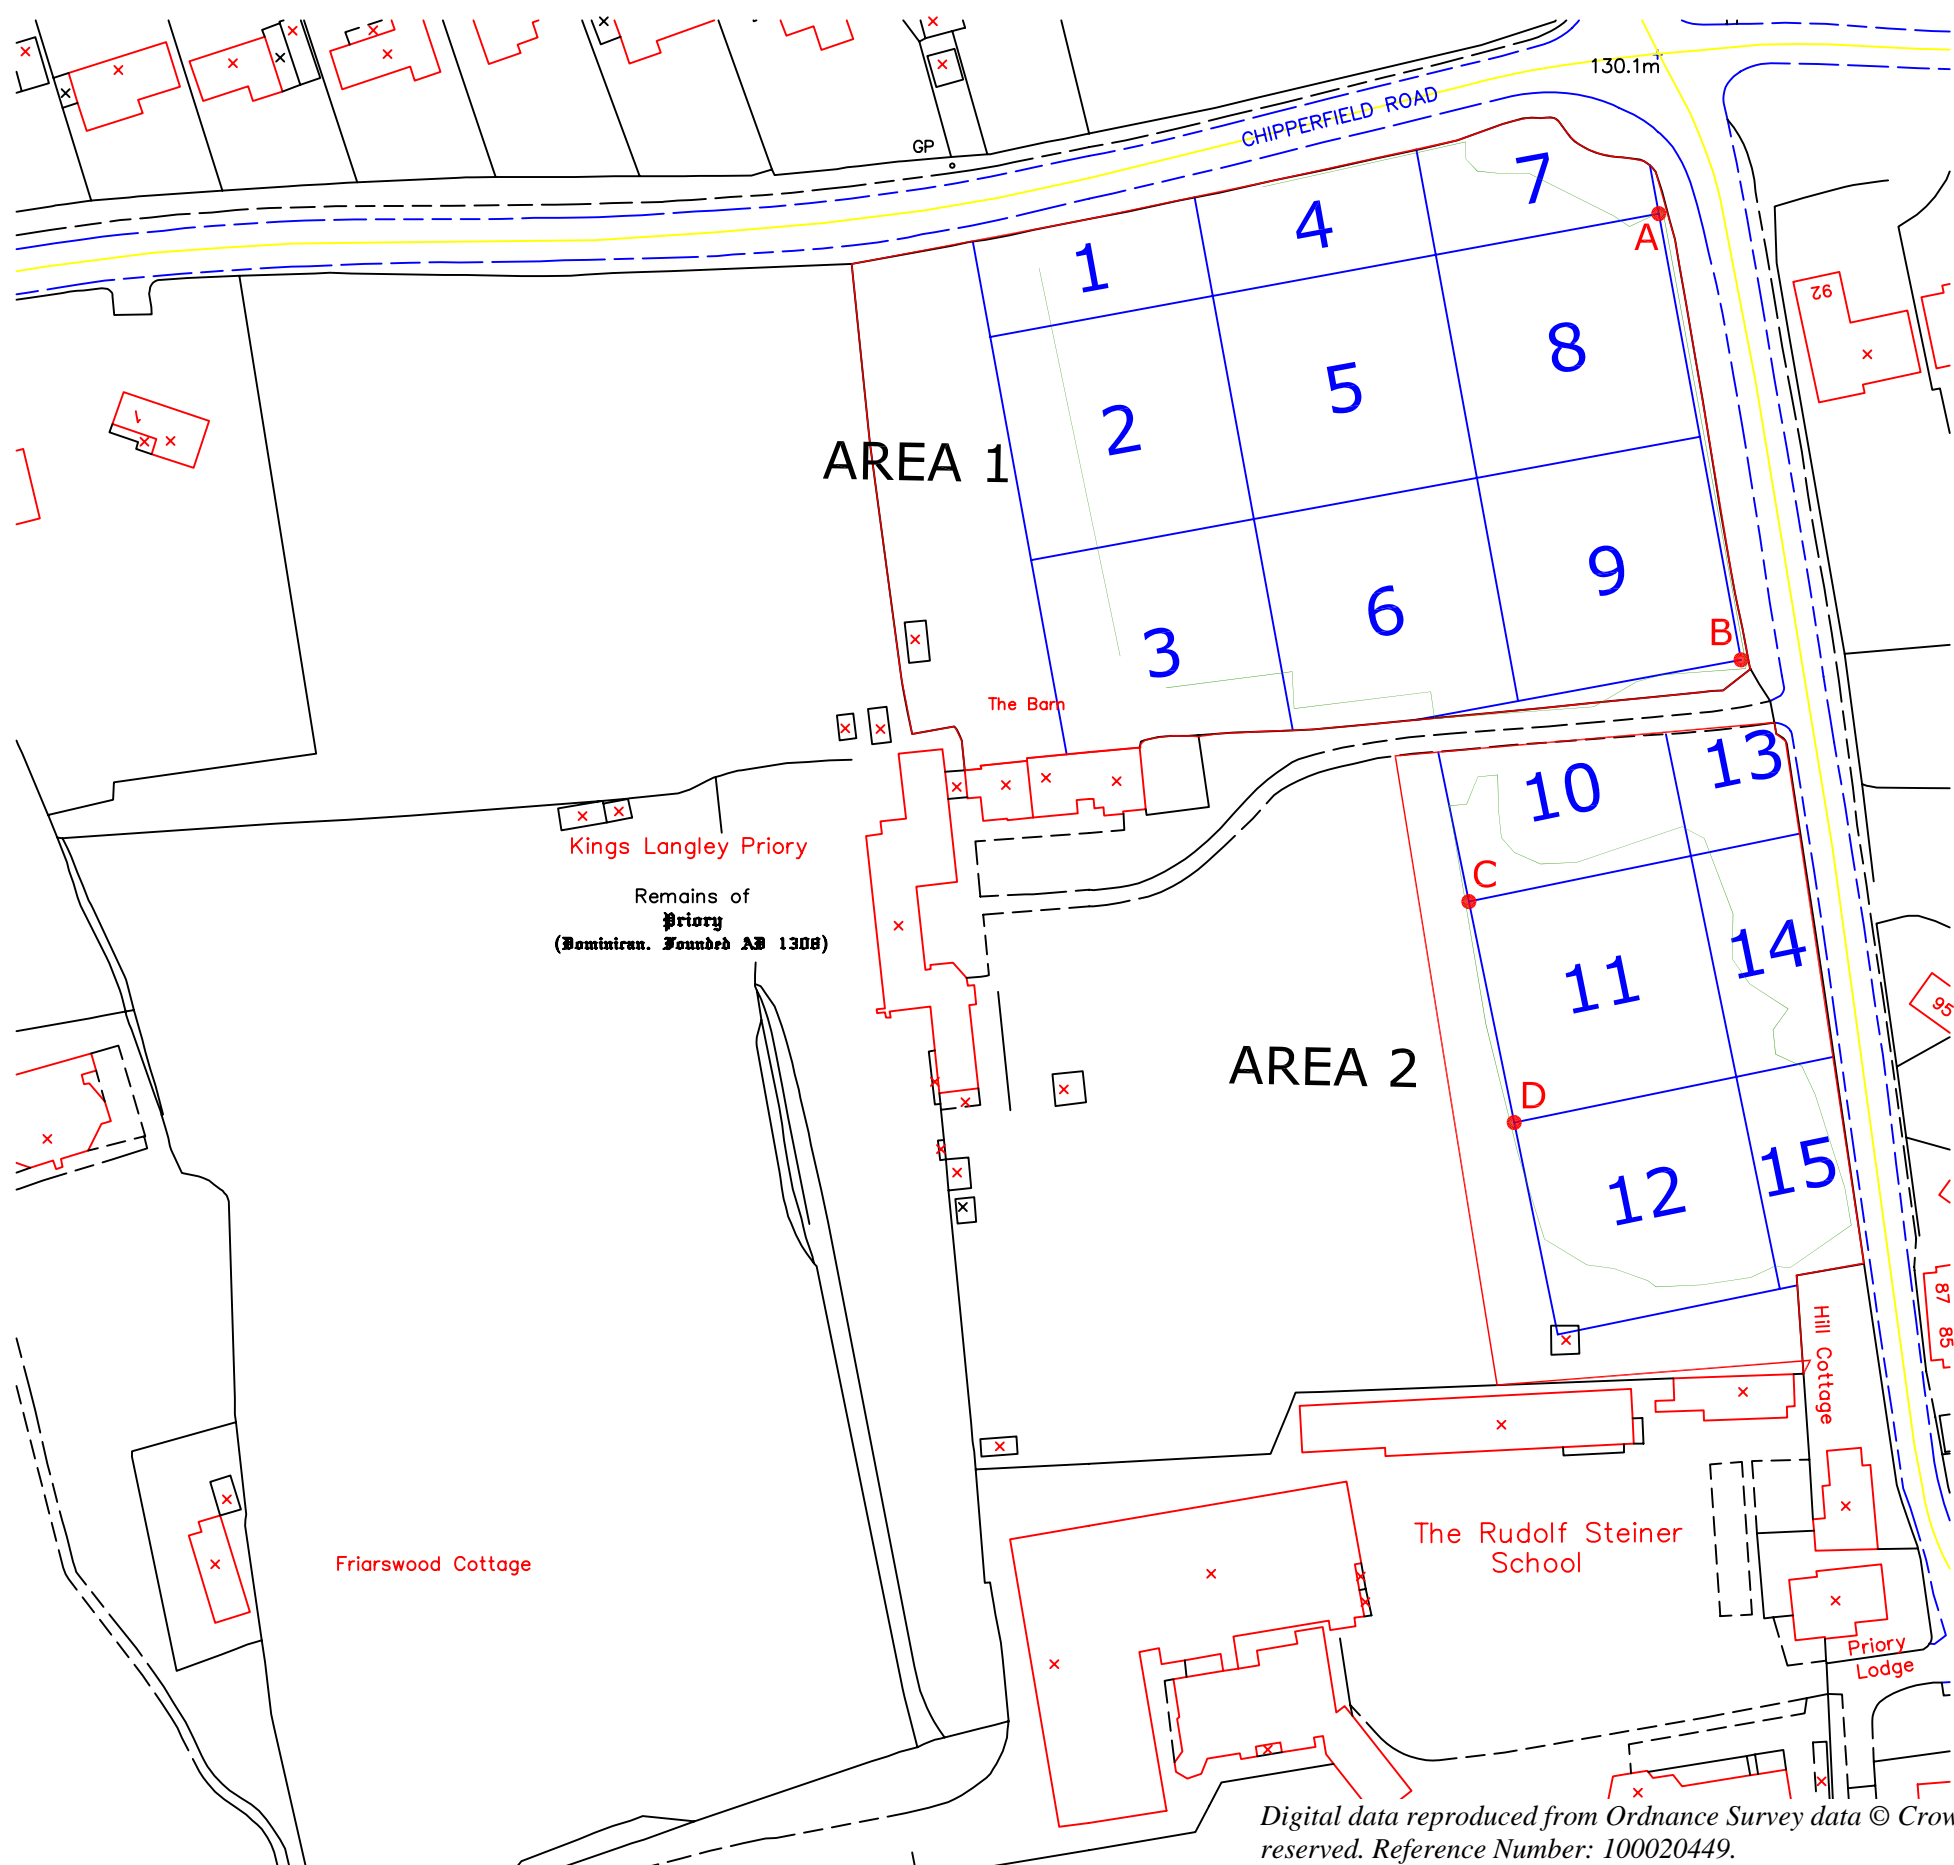 130.1m
CHIPPERFIELD ROAD
GP
7
4
A
1
92
8
5
2
1
AREA 1
9
6
B
3
The Barn
13
10
Kings Langley Priory
C
Remains of
Priory
(Dominican. Founded AD 1308)
14
11
95
AREA 2
D
15
12
87
85
Hill Cottage
The Rudolf Steiner
School
Friarswood Cottage
Priory
Lodge
Digital data reproduced from Ordnance Survey data © Crow
reserved. Reference Number: 100020449.